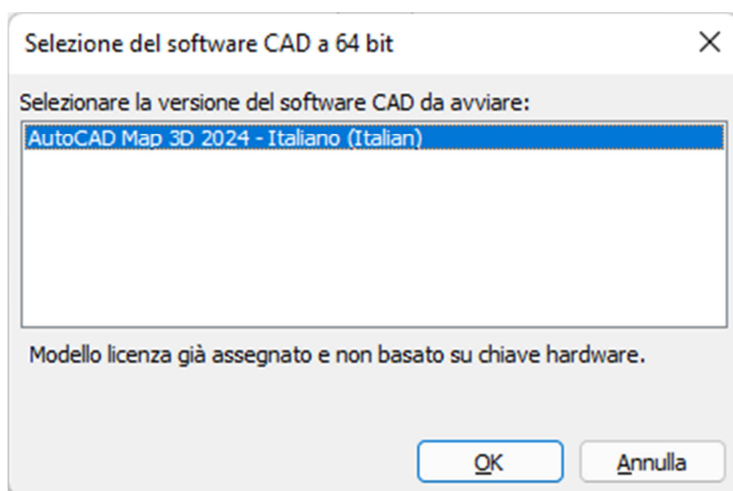 Selezione del software CAD a 64 bit
Selezionare la versione del software CAD da avviare:
AutoCAD Map 3D 2024 - Italiano (Italian)
Modello licenza già assegnato e non basato su chiave hardware.
OK
Annulla